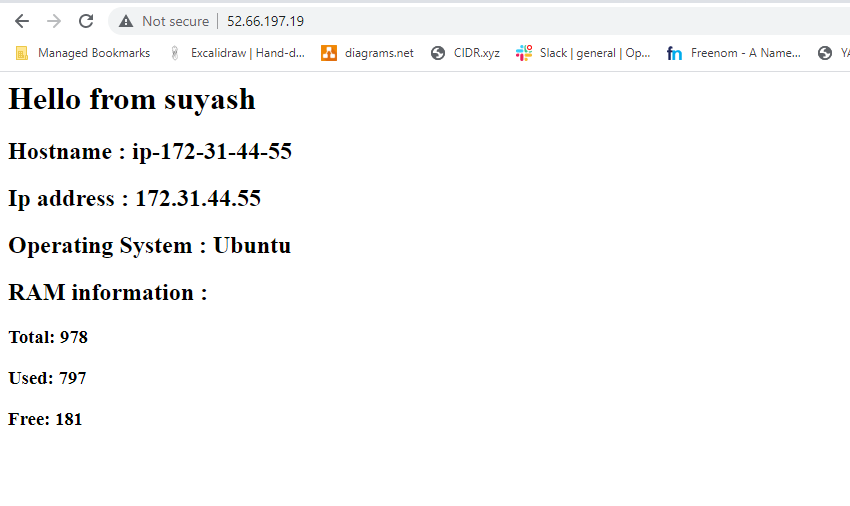 Not secure 52.66.197.19
Managed Bookmarks Excalidraw | Hand-d... diagrams.net CIDR.xyz Slack | general | Op... Freenom - A Name... YA
Hello from suyash
Hostname : ip-172-31-44-55
Ip address : 172.31.44.55
Operating System : Ubuntu
RAM information :
Total: 978
Used: 797
Free: 181